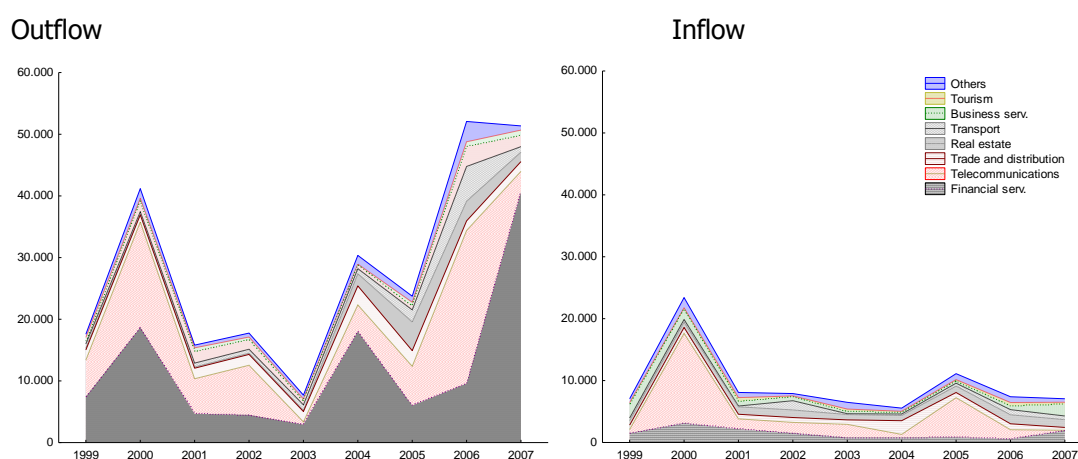 Outflow
60.000
50.000
40.000
30.000
20.000
10.000
0
1999 2000 2001 2002 2003 2004 2005 2006 2007
Inflow
60.000
50.000
40.000
30.000
20.000
10.000
0
Others
Tourism
Business serv.
Transport
Real estate
Trade and distribution
Telecommunications
Financial serv.
1999 2000 2001 2002 2003 2004 2005 2006 2007